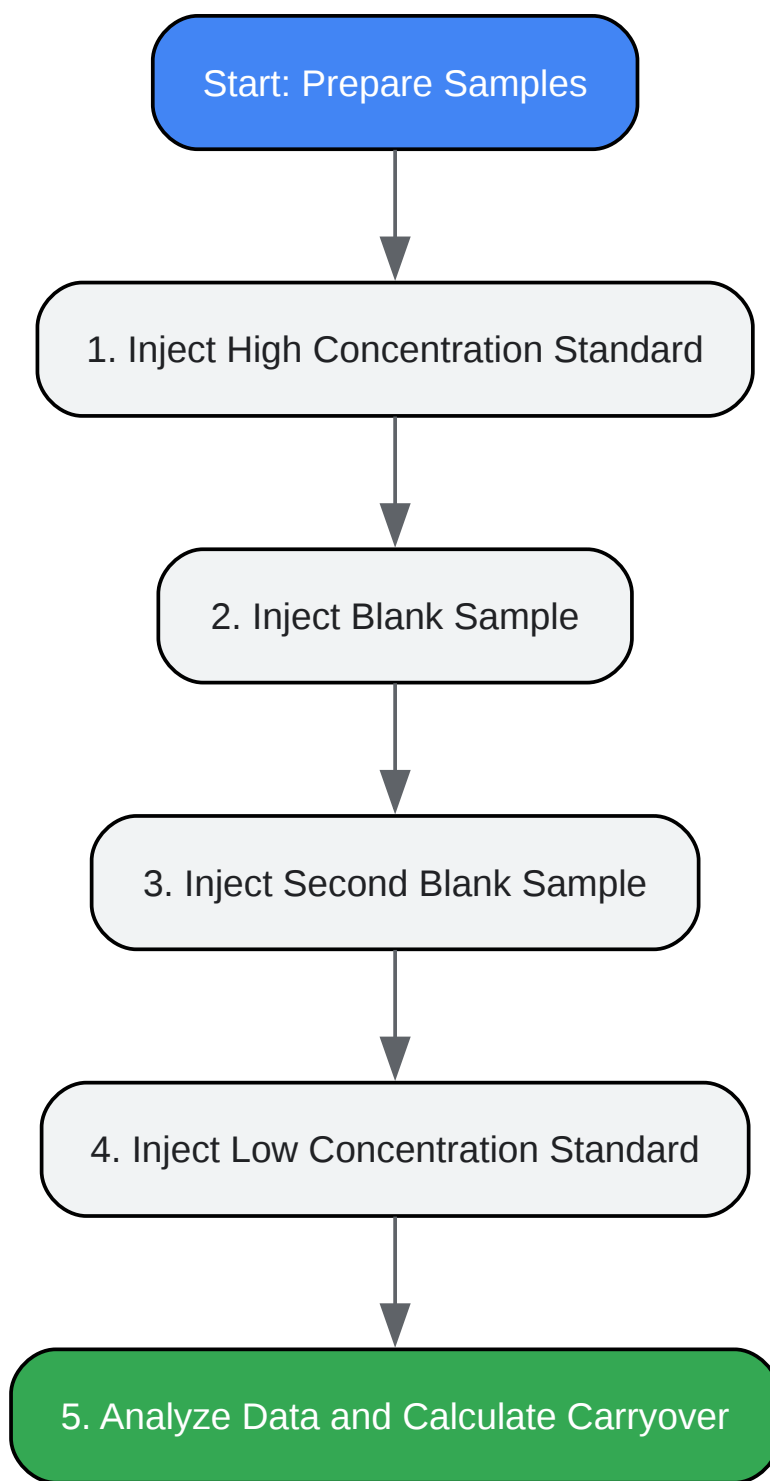 Start: Prepare Samples
1. Inject High Concentration Standard
2. Inject Blank Sample
3. Inject Second Blank Sample
4. Inject Low Concentration Standard
5. Analyze Data and Calculate Carryover